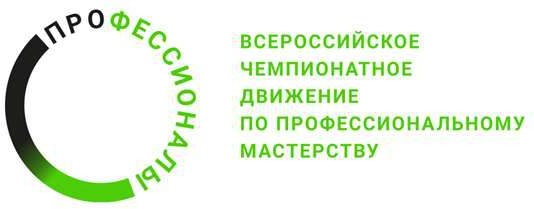 ПРОФЕССИОНАЛЫ
ВСЕРОССИЙСКОЕ
ЧЕМПИОНАТНОЕ
ДВИЖЕНИЕ
ПО ПРОФЕССИОНАЛЬНОМУ
МАСТЕРСТВУ